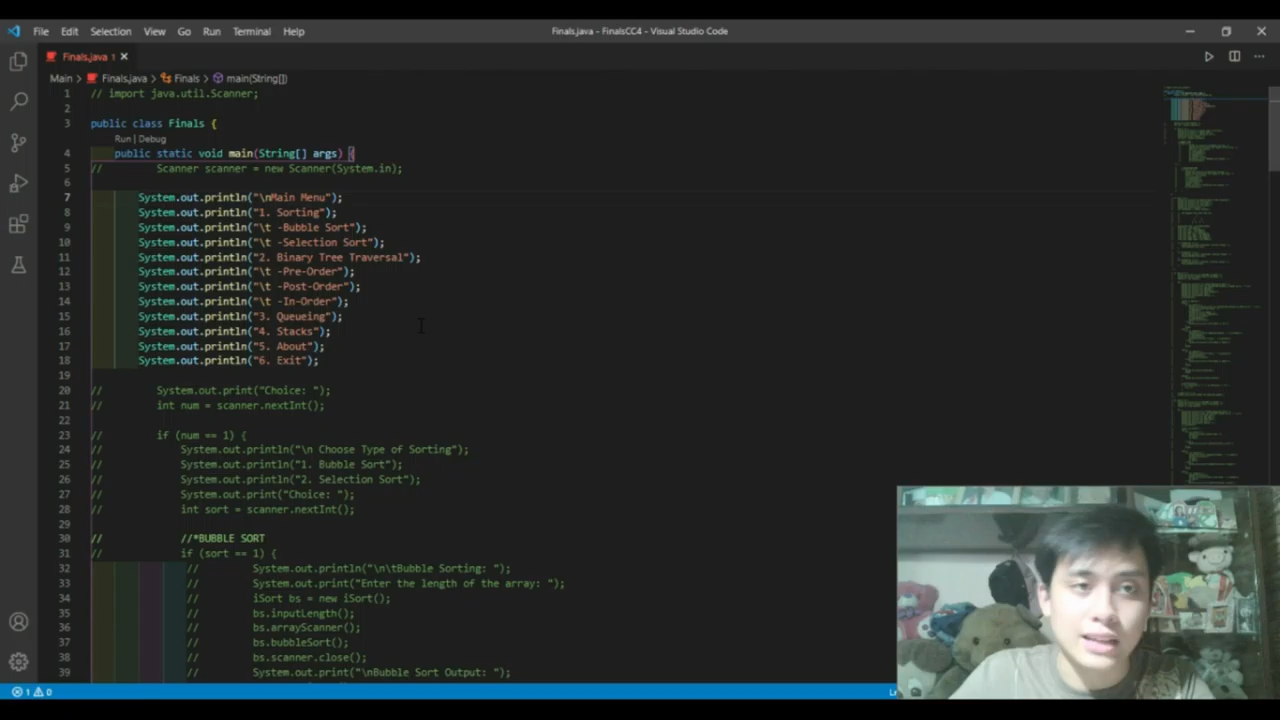 File Edit Selection View Go Run Terminal Help
Finals.java - FinalsCC4 - Visual Studio Code
Finals.java 1
Main > Finals.java > Finals > main(String[])
1 // import java.util.Scanner;
2
3 public class Finals {
Run | Debug
4 public static void main(String[] args) {
5 // Scanner scanner = new Scanner(System.in);
6
7 System.out.println("\nMain Menu");
8 System.out.println("1. Sorting");
9 System.out.println("\t -Bubble Sort");
10 System.out.println("\t -Selection Sort");
11 System.out.println("2. Binary Tree Traversal");
12 System.out.println("\t -Pre-Order");
13 System.out.println("\t -Post-Order");
14 System.out.println("\t -In-Order");
15 System.out.println("3. Queueing");
16 System.out.println("4. Stacks");
17 System.out.println("5. About");
18 System.out.println("6. Exit");
19
20 // System.out.print("Choice: ");
21 // int num = scanner.nextInt();
22
23 // if (num == 1) {
24 // System.out.println("\n Choose Type of Sorting");
25 // System.out.println("1. Bubble Sort");
26 // System.out.println("2. Selection Sort");
27 // System.out.print("Choice: ");
28 // int sort = scanner.nextInt();
29
30 // //*BUBBLE SORT
31 // if (sort == 1) {
32 // System.out.println("\n\tBubble Sorting: ");
33 // System.out.print("Enter the length of the array: ");
34 // iSort bs = new iSort();
35 // bs.inputLength();
36 // bs.arrayScanner();
37 // bs.bubbleSort();
38 // bs.scanner.close();
39 // System.out.print("\nBubble Sort Output: ");
1 0